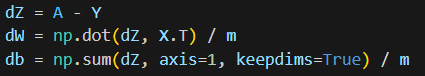 dZ = A - Y
dW = np.dot(dZ, X.T) / m
db = np.sum(dZ, axis=1, keepdims=True) / m